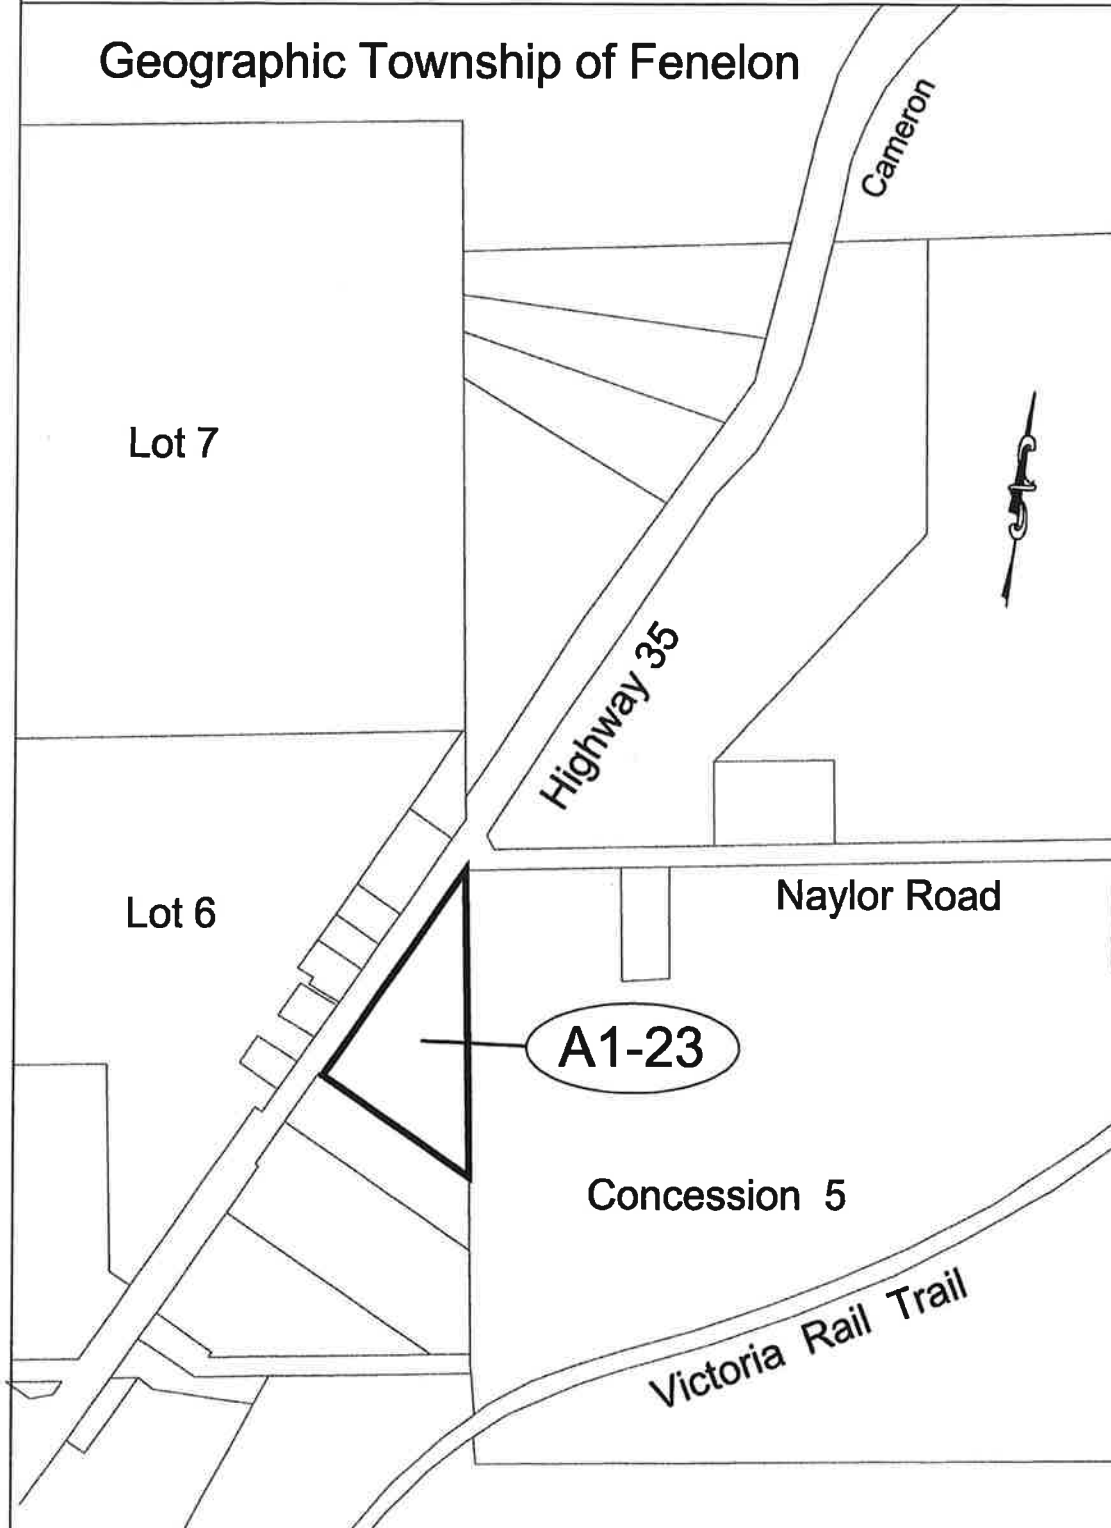 Geographic Township of Fenelon
Cameron
Lot 7
Highway 35
Lot 6
Naylor Road
A1-23
Concession 5
Victoria Rail Trail